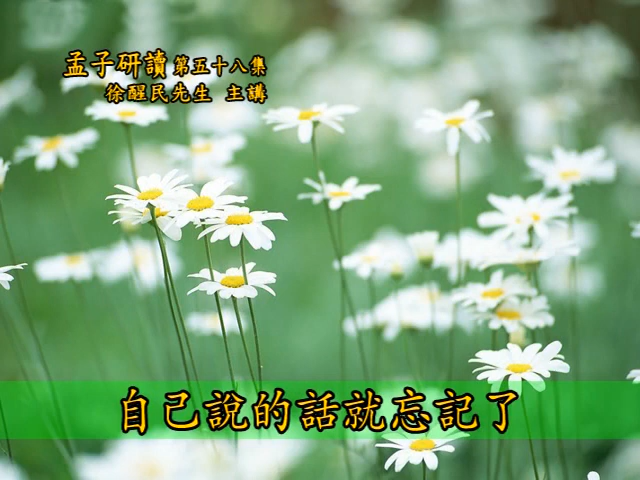 孟子研讀 第五十八集
徐醒民先生 主講
自己說的話就忘記了